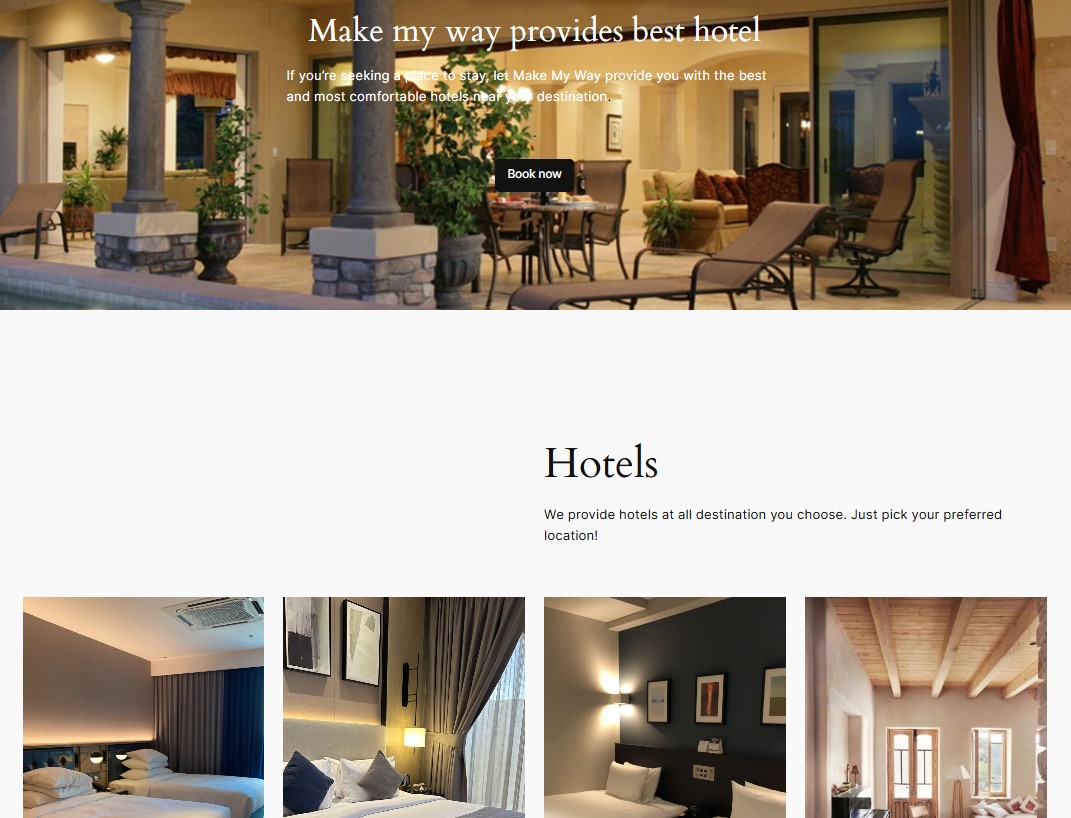 Make my way provides best hotel
If you're seeking a place to stay, let Make My Way provide you with the best
and most comfortable hotels near your destination.
.
Book now
Hotels
We provide hotels at all destination you choose. Just pick your preferred
location!